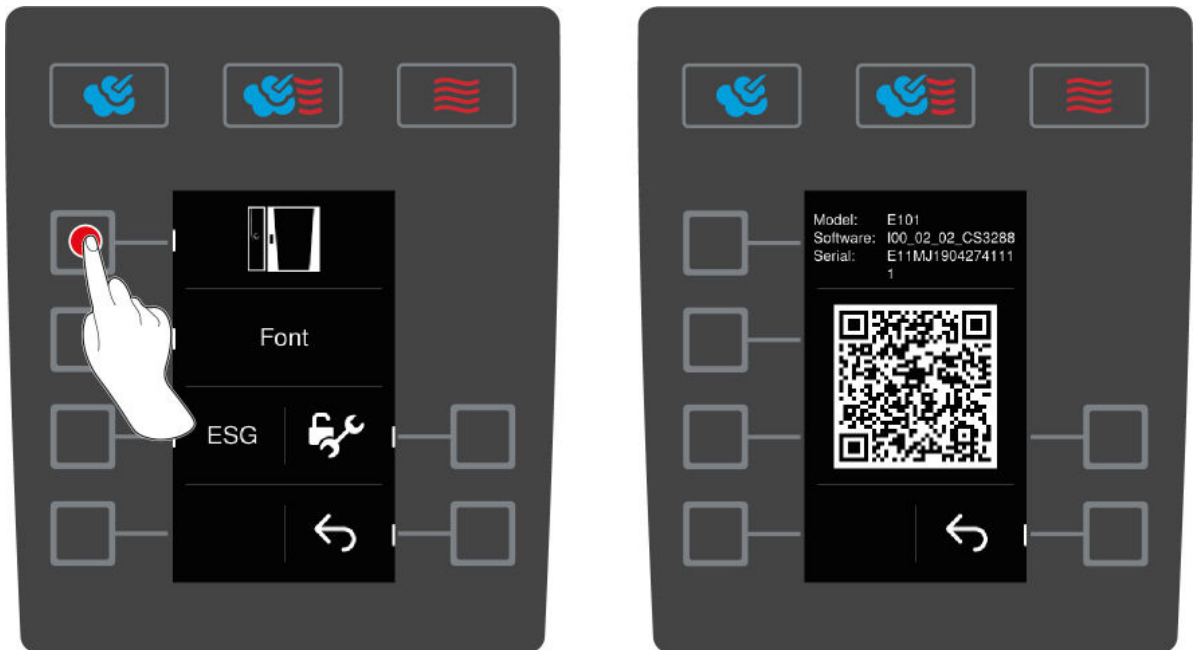 Font
ESG
Model: E101
Software: I00_02_02_CS3288
Serial: E11MJ1904274111
1